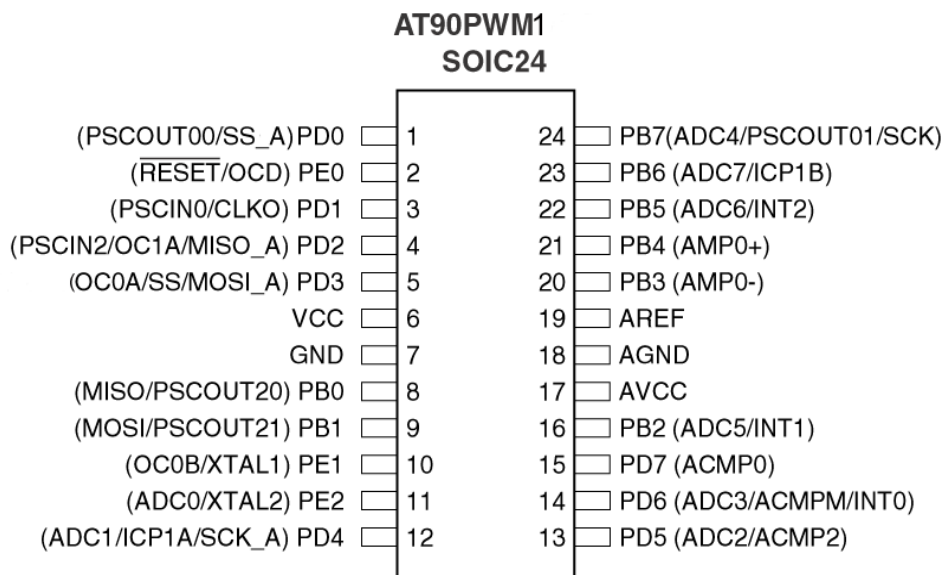 AT90PWM1
SOIC24
(PSCOUT00/SS_A)PD0 1 24 PB7(ADC4/PSCOUT01/SCK)
(RESET/OCD) PE0 2 23 PB6 (ADC7/ICP1B)
(PSCIN0/CLKO) PD1 3 22 PB5 (ADC6/INT2)
(PSCIN2/OC1A/MISO_A) PD2 4 21 PB4 (AMP0+)
(OC0A/SS/MOSI_A) PD3 5 20 PB3 (AMP0-)
VCC 6 19 AREF
GND 7 18 AGND
(MISO/PSCOUT20) PB0 8 17 AVCC
(MOSI/PSCOUT21) PB1 9 16 PB2 (ADC5/INT1)
(OC0B/XTAL1) PE1 10 15 PD7 (ACMP0)
(ADC0/XTAL2) PE2 11 14 PD6 (ADC3/ACMPM/INT0)
(ADC1/ICP1A/SCK_A) PD4 12 13 PD5 (ADC2/ACMP2)